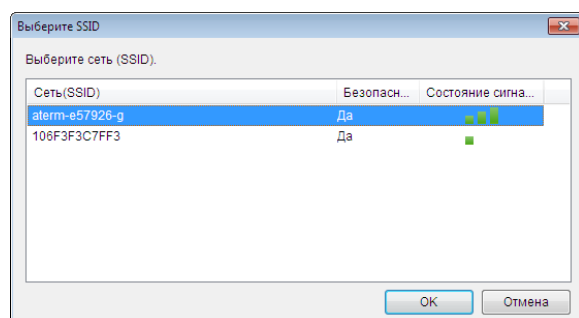 Выберите SSID
Выберите сеть (SSID).
Сеть(SSID) Безопасн... Состояние сигна...
aterm-e57926-g Да
106F3F3C7FF3 Да
OK Отмена